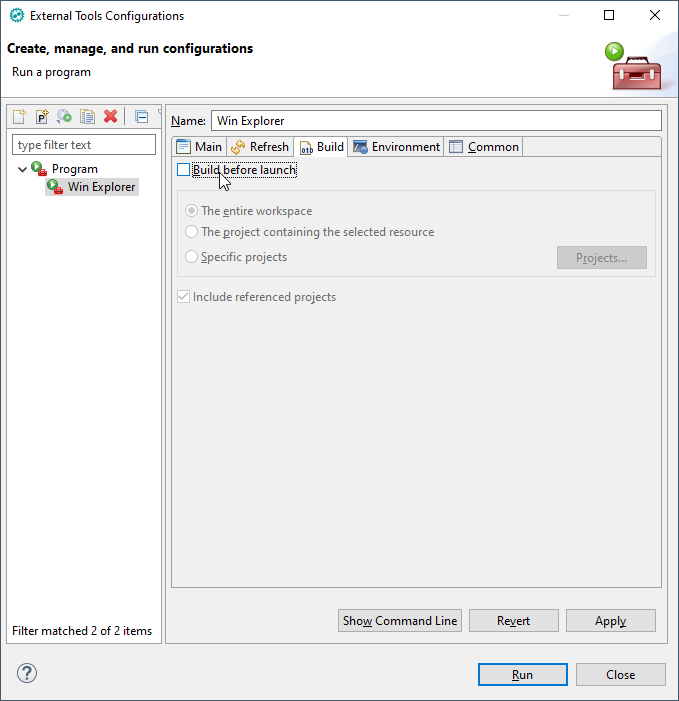 External Tools Configurations
Create, manage, and run configurations
Run a program
Name: Win Explorer
type filter text
Main Refresh Build Environment Common
Program
Win Explorer
Build before launch
The entire workspace
The project containing the selected resource
Specific projects
Projects...
Include referenced projects
Filter matched 2 of 2 items
Show Command Line Revert Apply
Run Close